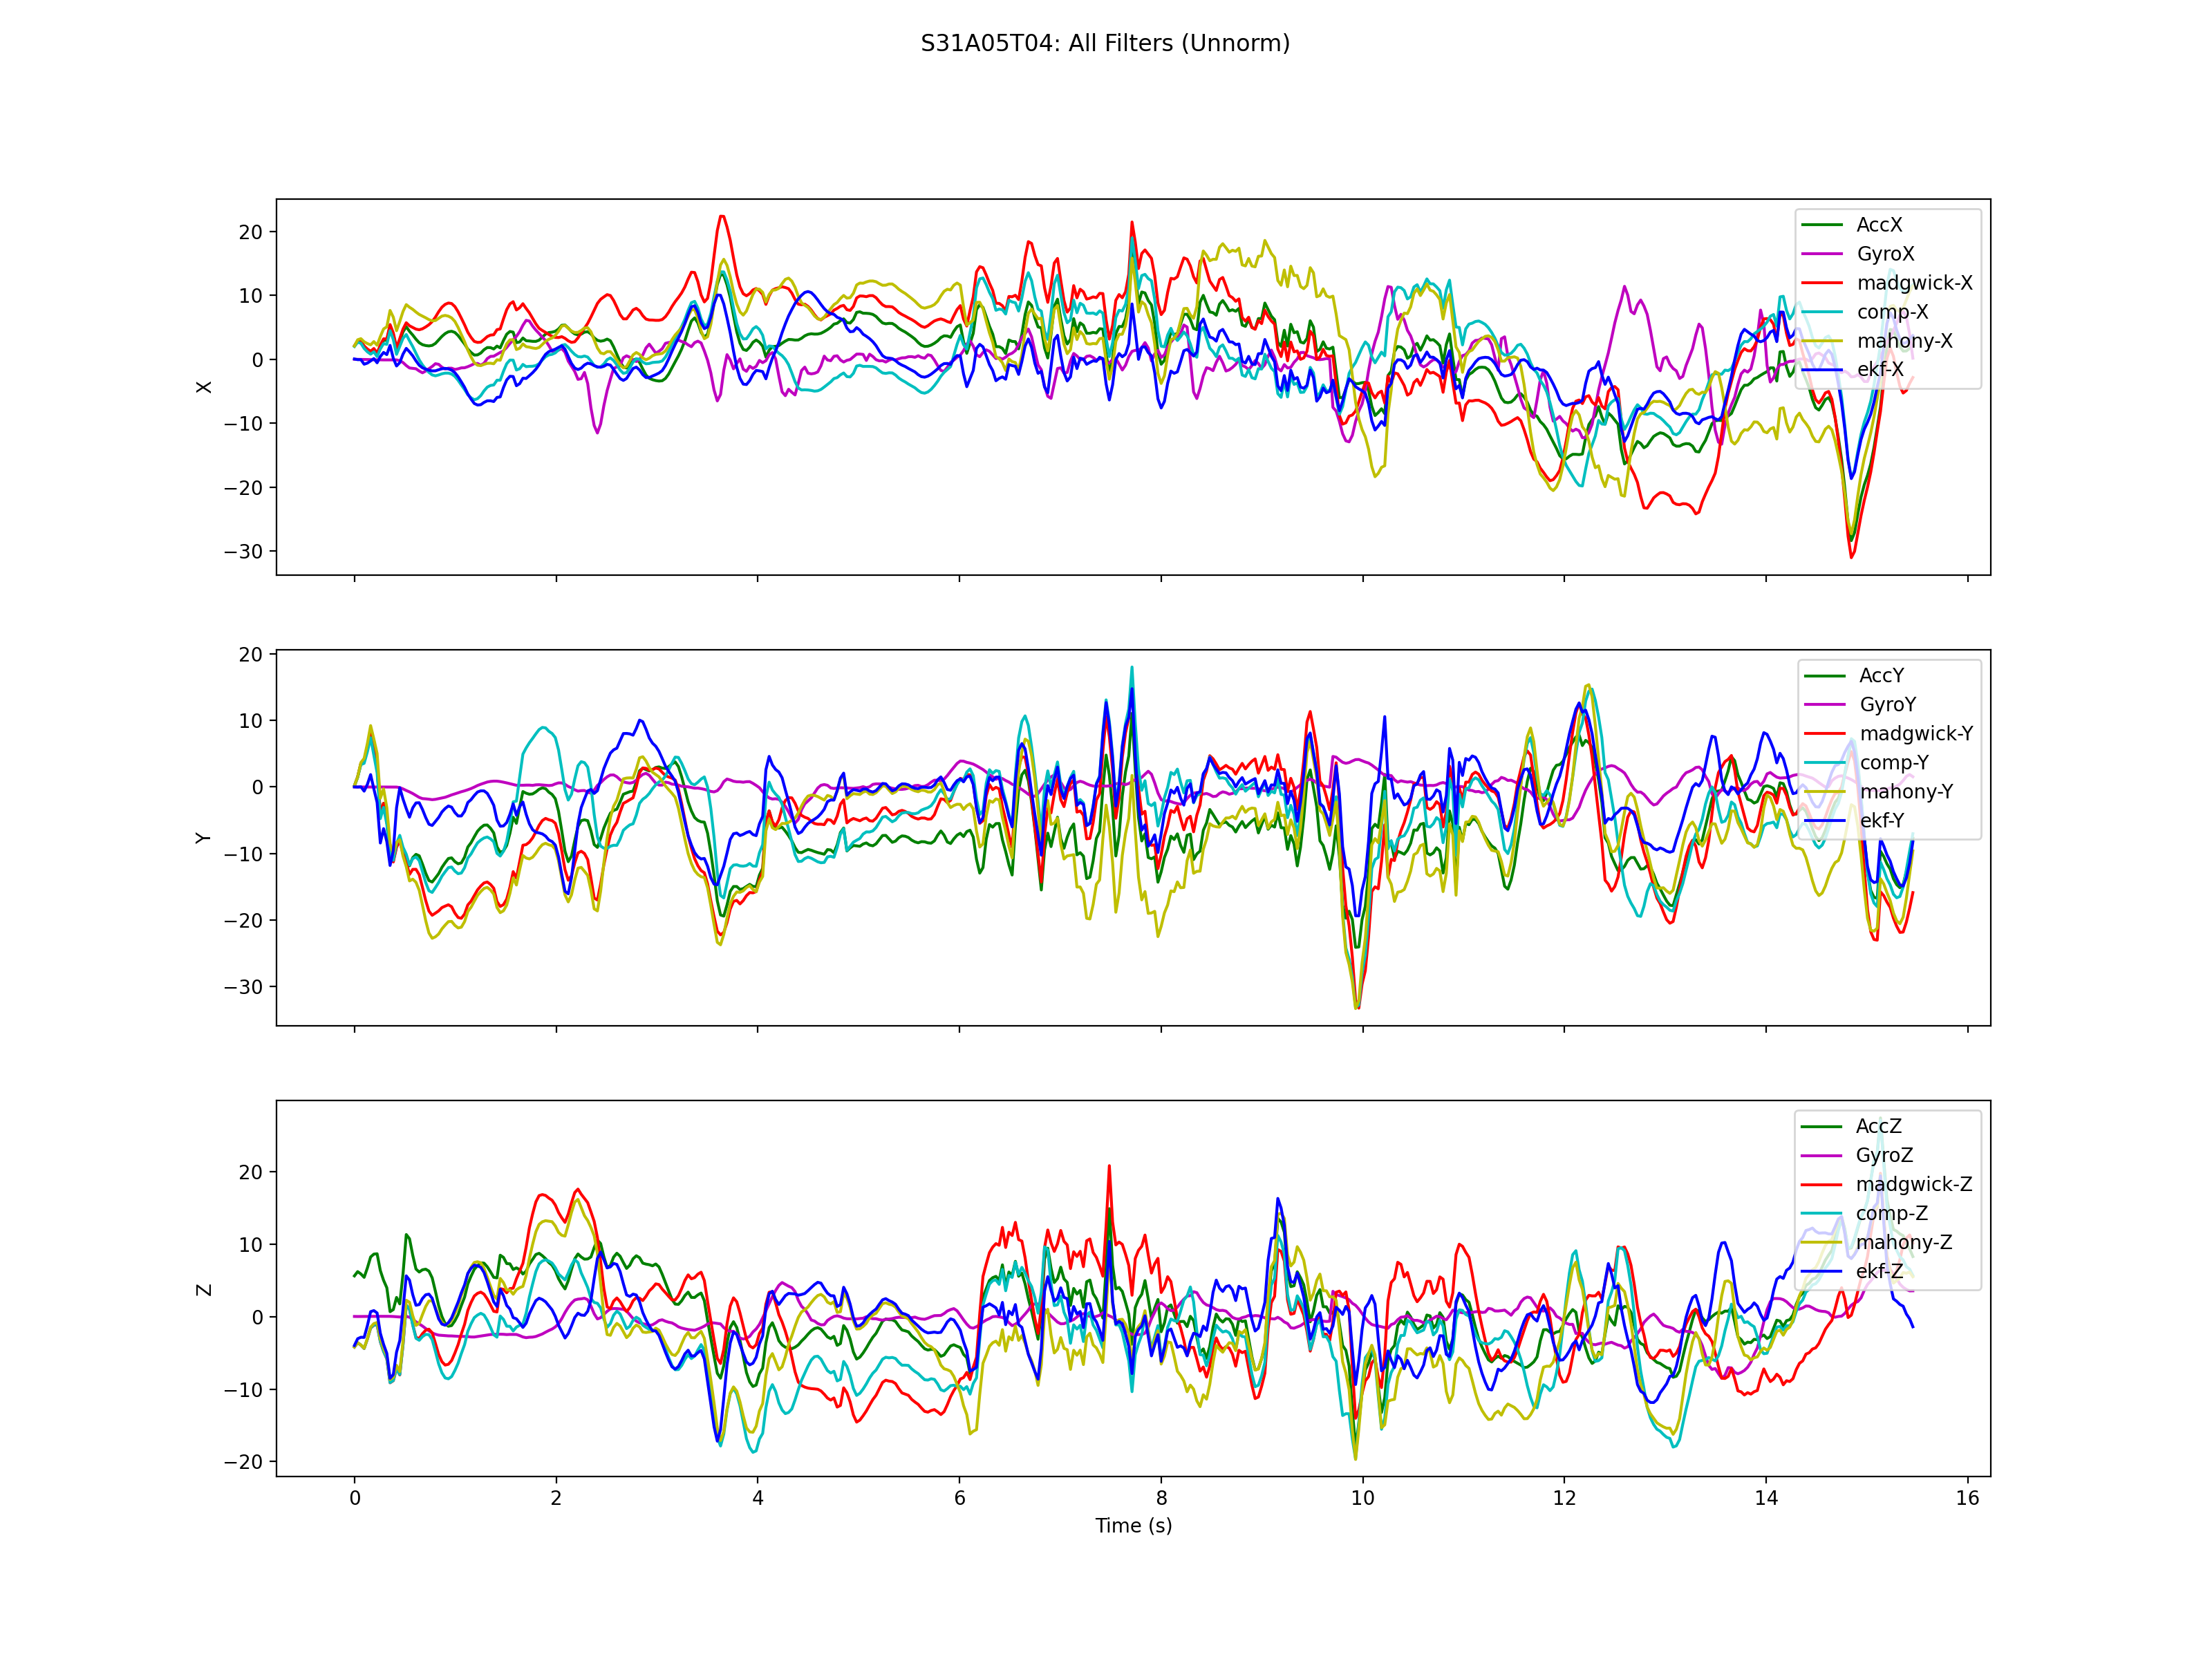 S31A05T04: All Filters (Unnorm)
20
10
0
−10
−20
−30
X
AccX
GyroX
madgwick-X
comp-X
mahony-X
ekf-X
20
10
0
−10
−20
−30
Y
AccY
GyroY
madgwick-Y
comp-Y
mahony-Y
ekf-Y
20
10
0
−10
−20
Z
AccZ
GyroZ
madgwick-Z
comp-Z
mahony-Z
ekf-Z
0 2 4 6 8 10 12 14 16
Time (s)